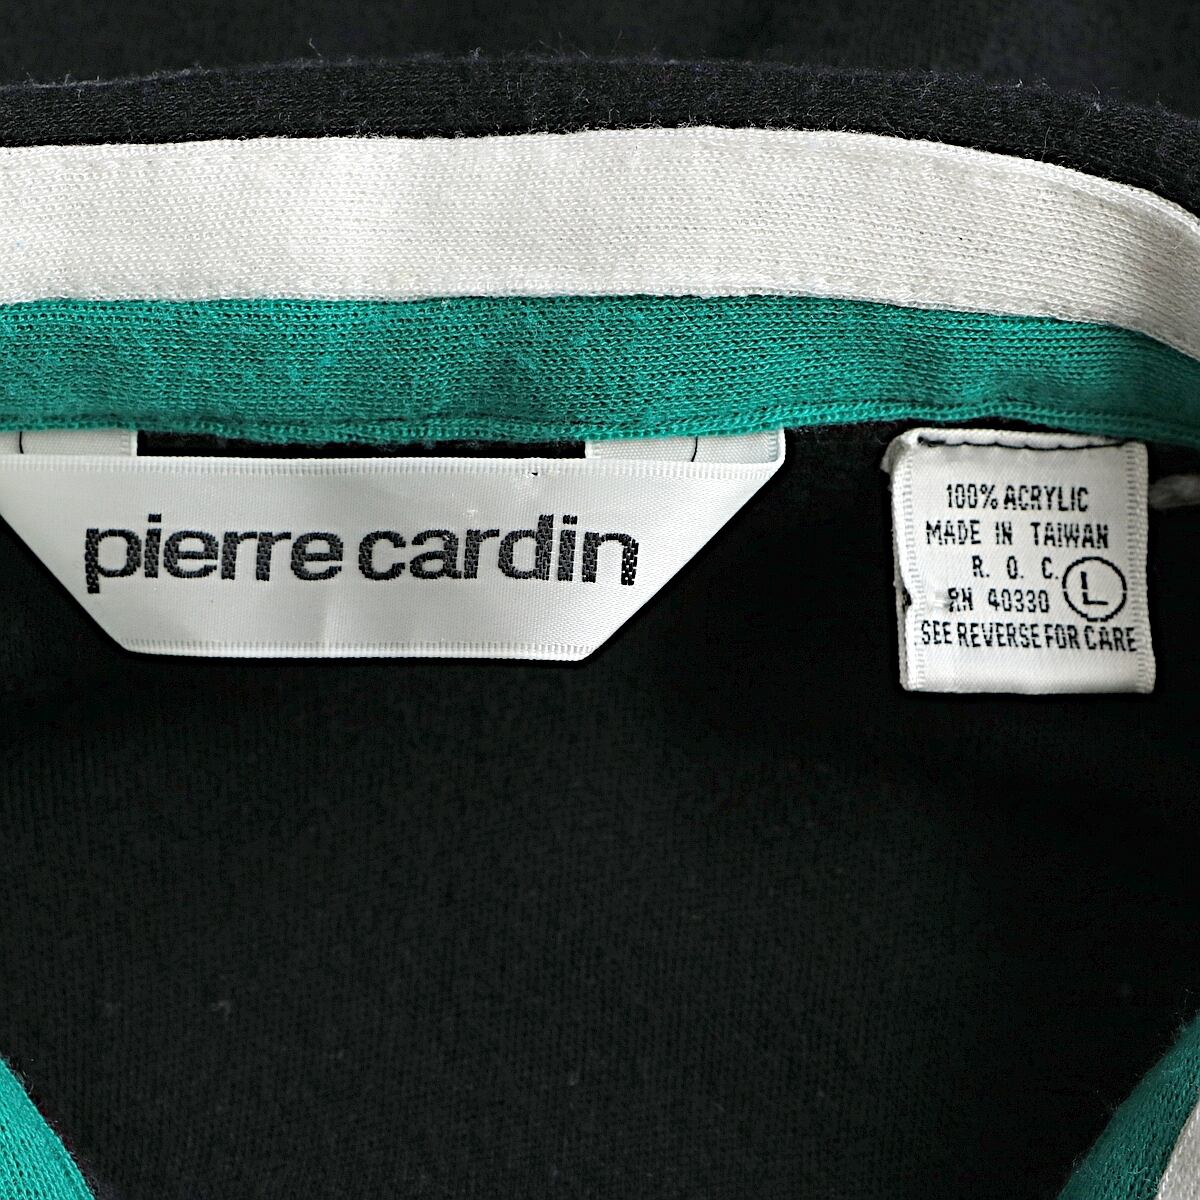 pierre cardin
100% ACRYLIC
MADE IN TAIWAN
R. O. C.
L
RN 40330
SEE REVERSE FOR CARE